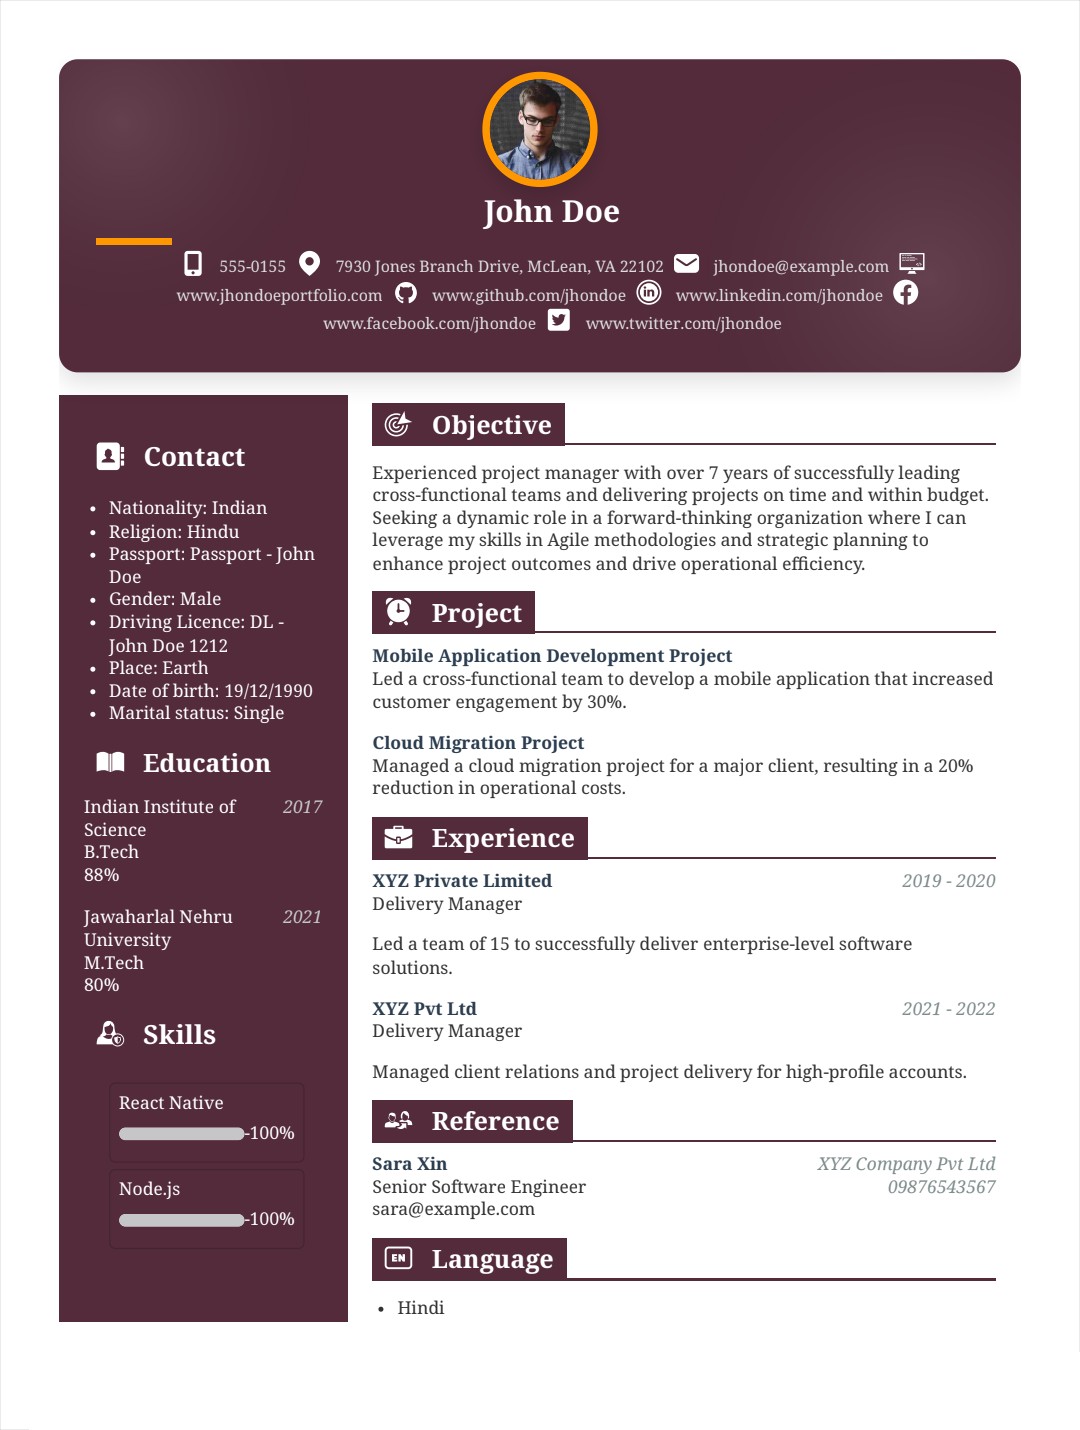 John Doe
555-0155 7930 Jones Branch Drive, McLean, VA 22102 jhondoe@example.com
www.jhondoeportfolio.com www.github.com/jhondoe www.linkedin.com/jhondoe
www.facebook.com/jhondoe www.twitter.com/jhondoe
Contact
• Nationality: Indian
• Religion: Hindu
• Passport: Passport - John
Doe
• Gender: Male
• Driving Licence: DL -
John Doe 1212
• Place: Earth
• Date of birth: 19/12/1990
• Marital status: Single
Education
Indian Institute of 2017
Science
B.Tech
88%
Jawaharlal Nehru 2021
University
M.Tech
80%
Skills
React Native
-100%
Node.js
-100%
Objective
Experienced project manager with over 7 years of successfully leading
cross-functional teams and delivering projects on time and within budget.
Seeking a dynamic role in a forward-thinking organization where I can
leverage my skills in Agile methodologies and strategic planning to
enhance project outcomes and drive operational efficiency.
Project
Mobile Application Development Project
Led a cross-functional team to develop a mobile application that increased
customer engagement by 30%.
Cloud Migration Project
Managed a cloud migration project for a major client, resulting in a 20%
reduction in operational costs.
Experience
XYZ Private Limited 2019 - 2020
Delivery Manager
Led a team of 15 to successfully deliver enterprise-level software
solutions.
XYZ Pvt Ltd 2021 - 2022
Delivery Manager
Managed client relations and project delivery for high-profile accounts.
Reference
Sara Xin XYZ Company Pvt Ltd
Senior Software Engineer 09876543567
sara@example.com
EN Language
• Hindi